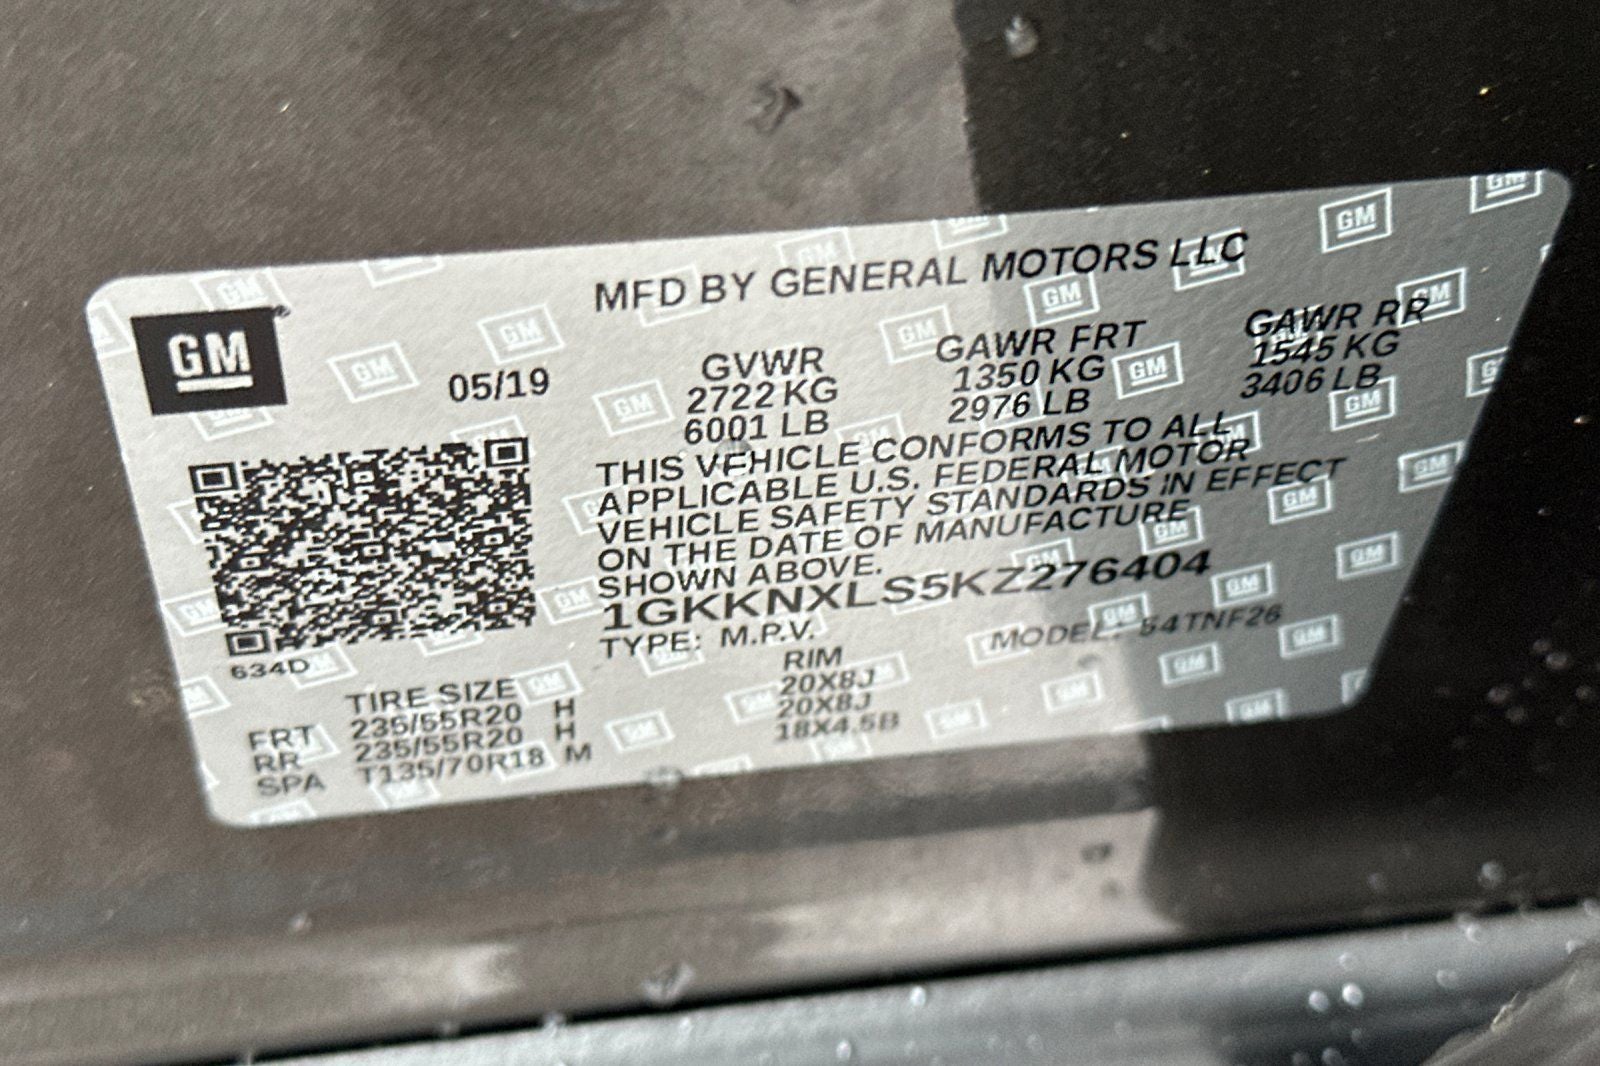 MFD BY GENERAL MOTORS LLC
GM
05/19
GVWR GAWR FRT GAWR RR
2722 KG 1350 KG 1545 KG
6001 LB 2976 LB 3406 LB
THIS VEHICLE CONFORMS TO ALL
APPLICABLE U.S. FEDERAL MOTOR
VEHICLE SAFETY STANDARDS IN EFFECT
ON THE DATE OF MANUFACTURE
SHOWN ABOVE.
1GKKNXLS5KZ276404
TYPE: M.P.V. MODEL: 54TNF26
634D
TIRE SIZE RIM
FRT 235/55R20 H 20X8J
RR 235/55R20 H 20X8J
SPA T135/70R18 M 18X4.5B